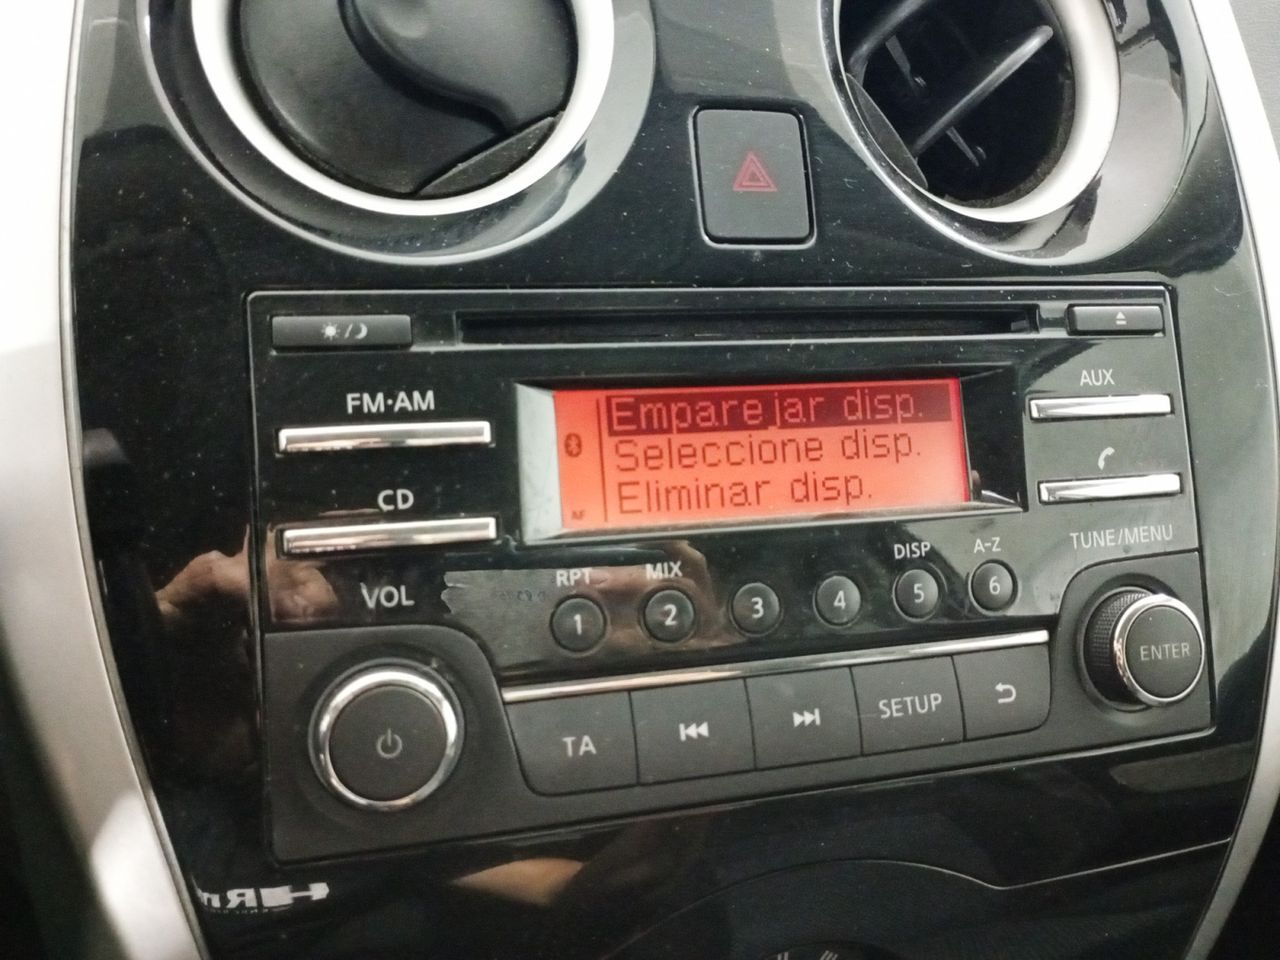 FM·AM
CD
VOL
Emparejar disp.
Seleccione disp.
Eliminar disp.
AF
AUX
TUNE/MENU
RPT
MIX
DISP
A-Z
1
2
3
4
5
6
ENTER
TA
SETUP